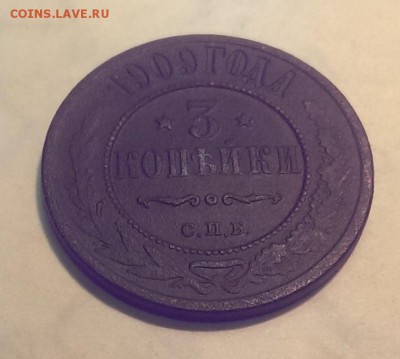 COINS.LAVE.RU
1909 ГОДА
3
КОПѢЙКИ
С.П.Б.